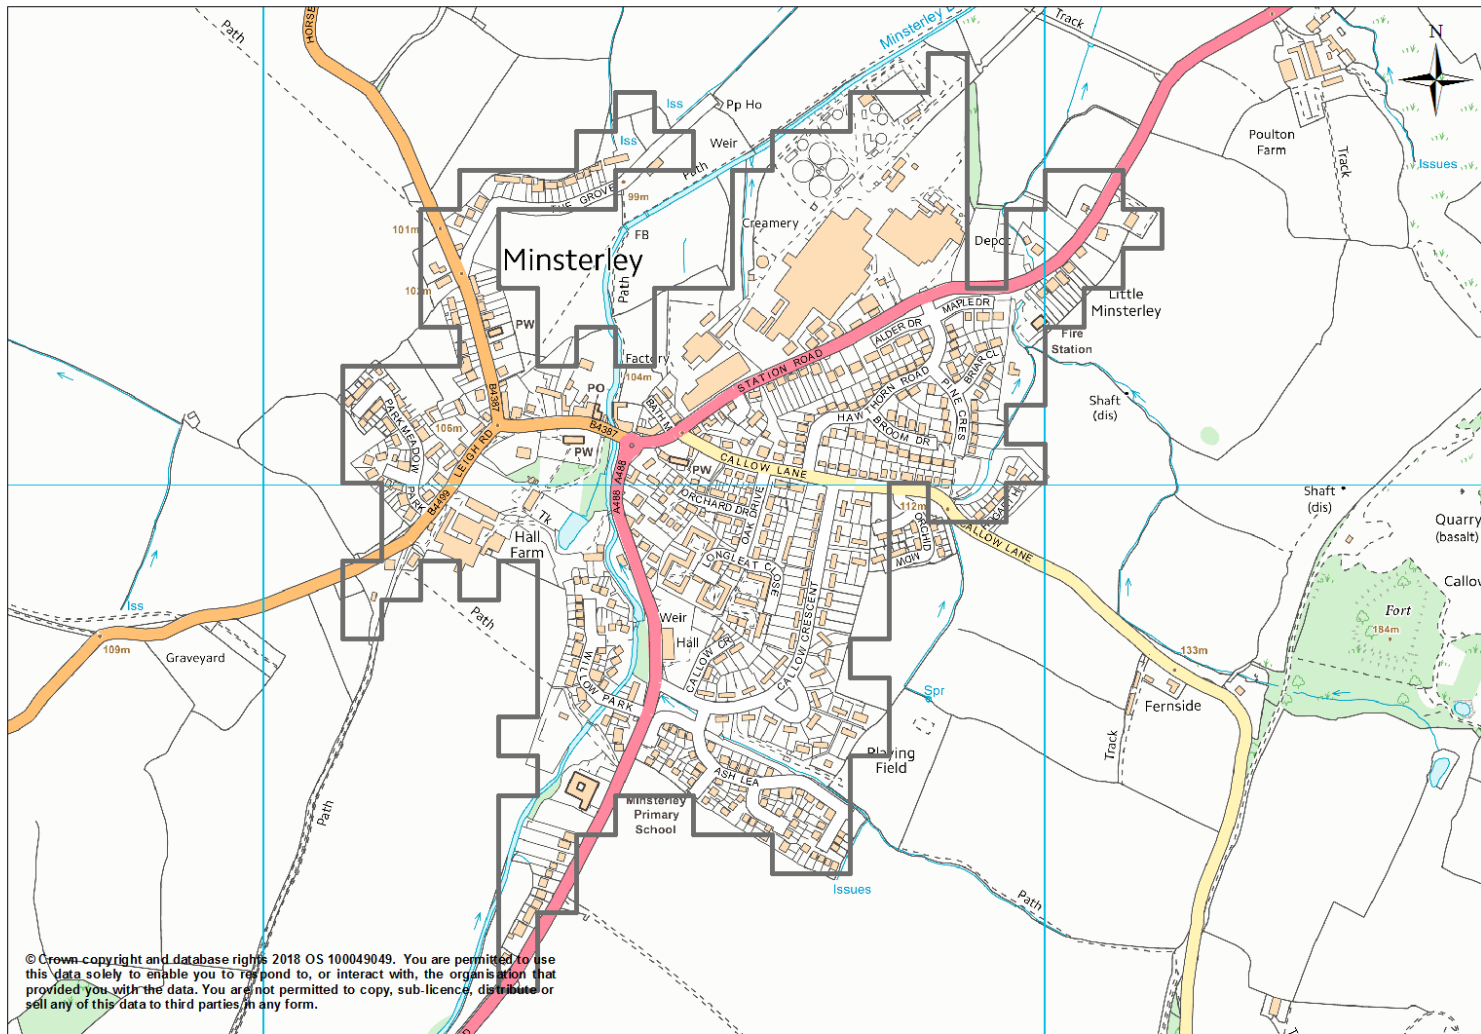 Path
HORSE
Minsterley B
Track
N
Iss
Pp Ho
Iss
Weir
Path
Poulton
Farm
Track
Issues
THE GROVE
99m
101m
FB
Creamery
Depot
Minsterley
Path
102m
PW
Little
Minsterley
MAPLE DR
ALDER DR
Fire
Station
Factory
104m
STATION ROAD
BRIAR CL
PINE CRES
HAWTHORN ROAD
BROOM DR
Shaft
(dis)
PO
B4387
PARKMEADOW
PARK
106m
LEIGH RD
B4387
BATH M
PW
PW
CALLOW LANE
A488
A488
B4499
ORCHARD DRIVE
OAK DRIVE
112m
ORCHID
MDW
CALLOW LANE
Shaft
(dis)
Quarry
(basalt)
Tk
Hall
Farm
LONGLEAT CLOSE
CALLOW CRESCENT
Callow
Fort
184m
Iss
Path
Weir
Hall
CALLOW CR
109m
Graveyard
WILLOW PARK
133m
Spr
Fernside
Track
Playing
Field
ASH LEA
Minsterley
Primary
School
Path
Issues
Path
© Crown copyright and database rights 2018 OS 100049049. You are permitted to use
this data solely to enable you to respond to, or interact with, the organisation that
provided you with the data. You are not permitted to copy, sub-licence, distribute or
sell any of this data to third parties in any form.